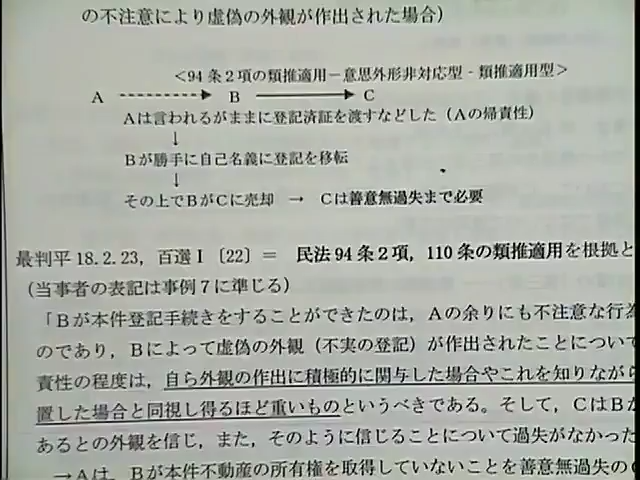 の不注意により虚偽の外観が作出された場合)
<94条2項の類推適用－意思外形非対応型 - 類推適用型>
A B C
Aは言われるがままに登記済証を渡すなどした (Aの帰責性)
↓
Bが勝手に自己名義に登記を移転
↓
その上でBがCに売却 → Cは善意無過失まで必要
最判平 18.2.23, 百選Ⅰ〔22〕= 民法94条2項, 110条の類推適用を根拠と
(当事者の表記は事例7に準じる)
「Bが本件登記手続きをすることができたのは, Aの余りにも不注意な行為
のであり, Bによって虚偽の外観 (不実の登記) が作出されたことについて
責性の程度は, 自ら外観の作出に積極的に関与した場合やこれを知りながら
置した場合と同視し得るほど重いものというべきである。そして, CはBが
あるとの外観を信じ, また, そのように信じることについて過失がなかった
→Aは, Bが本件不動産の所有権を取得していないことを善意無過失の